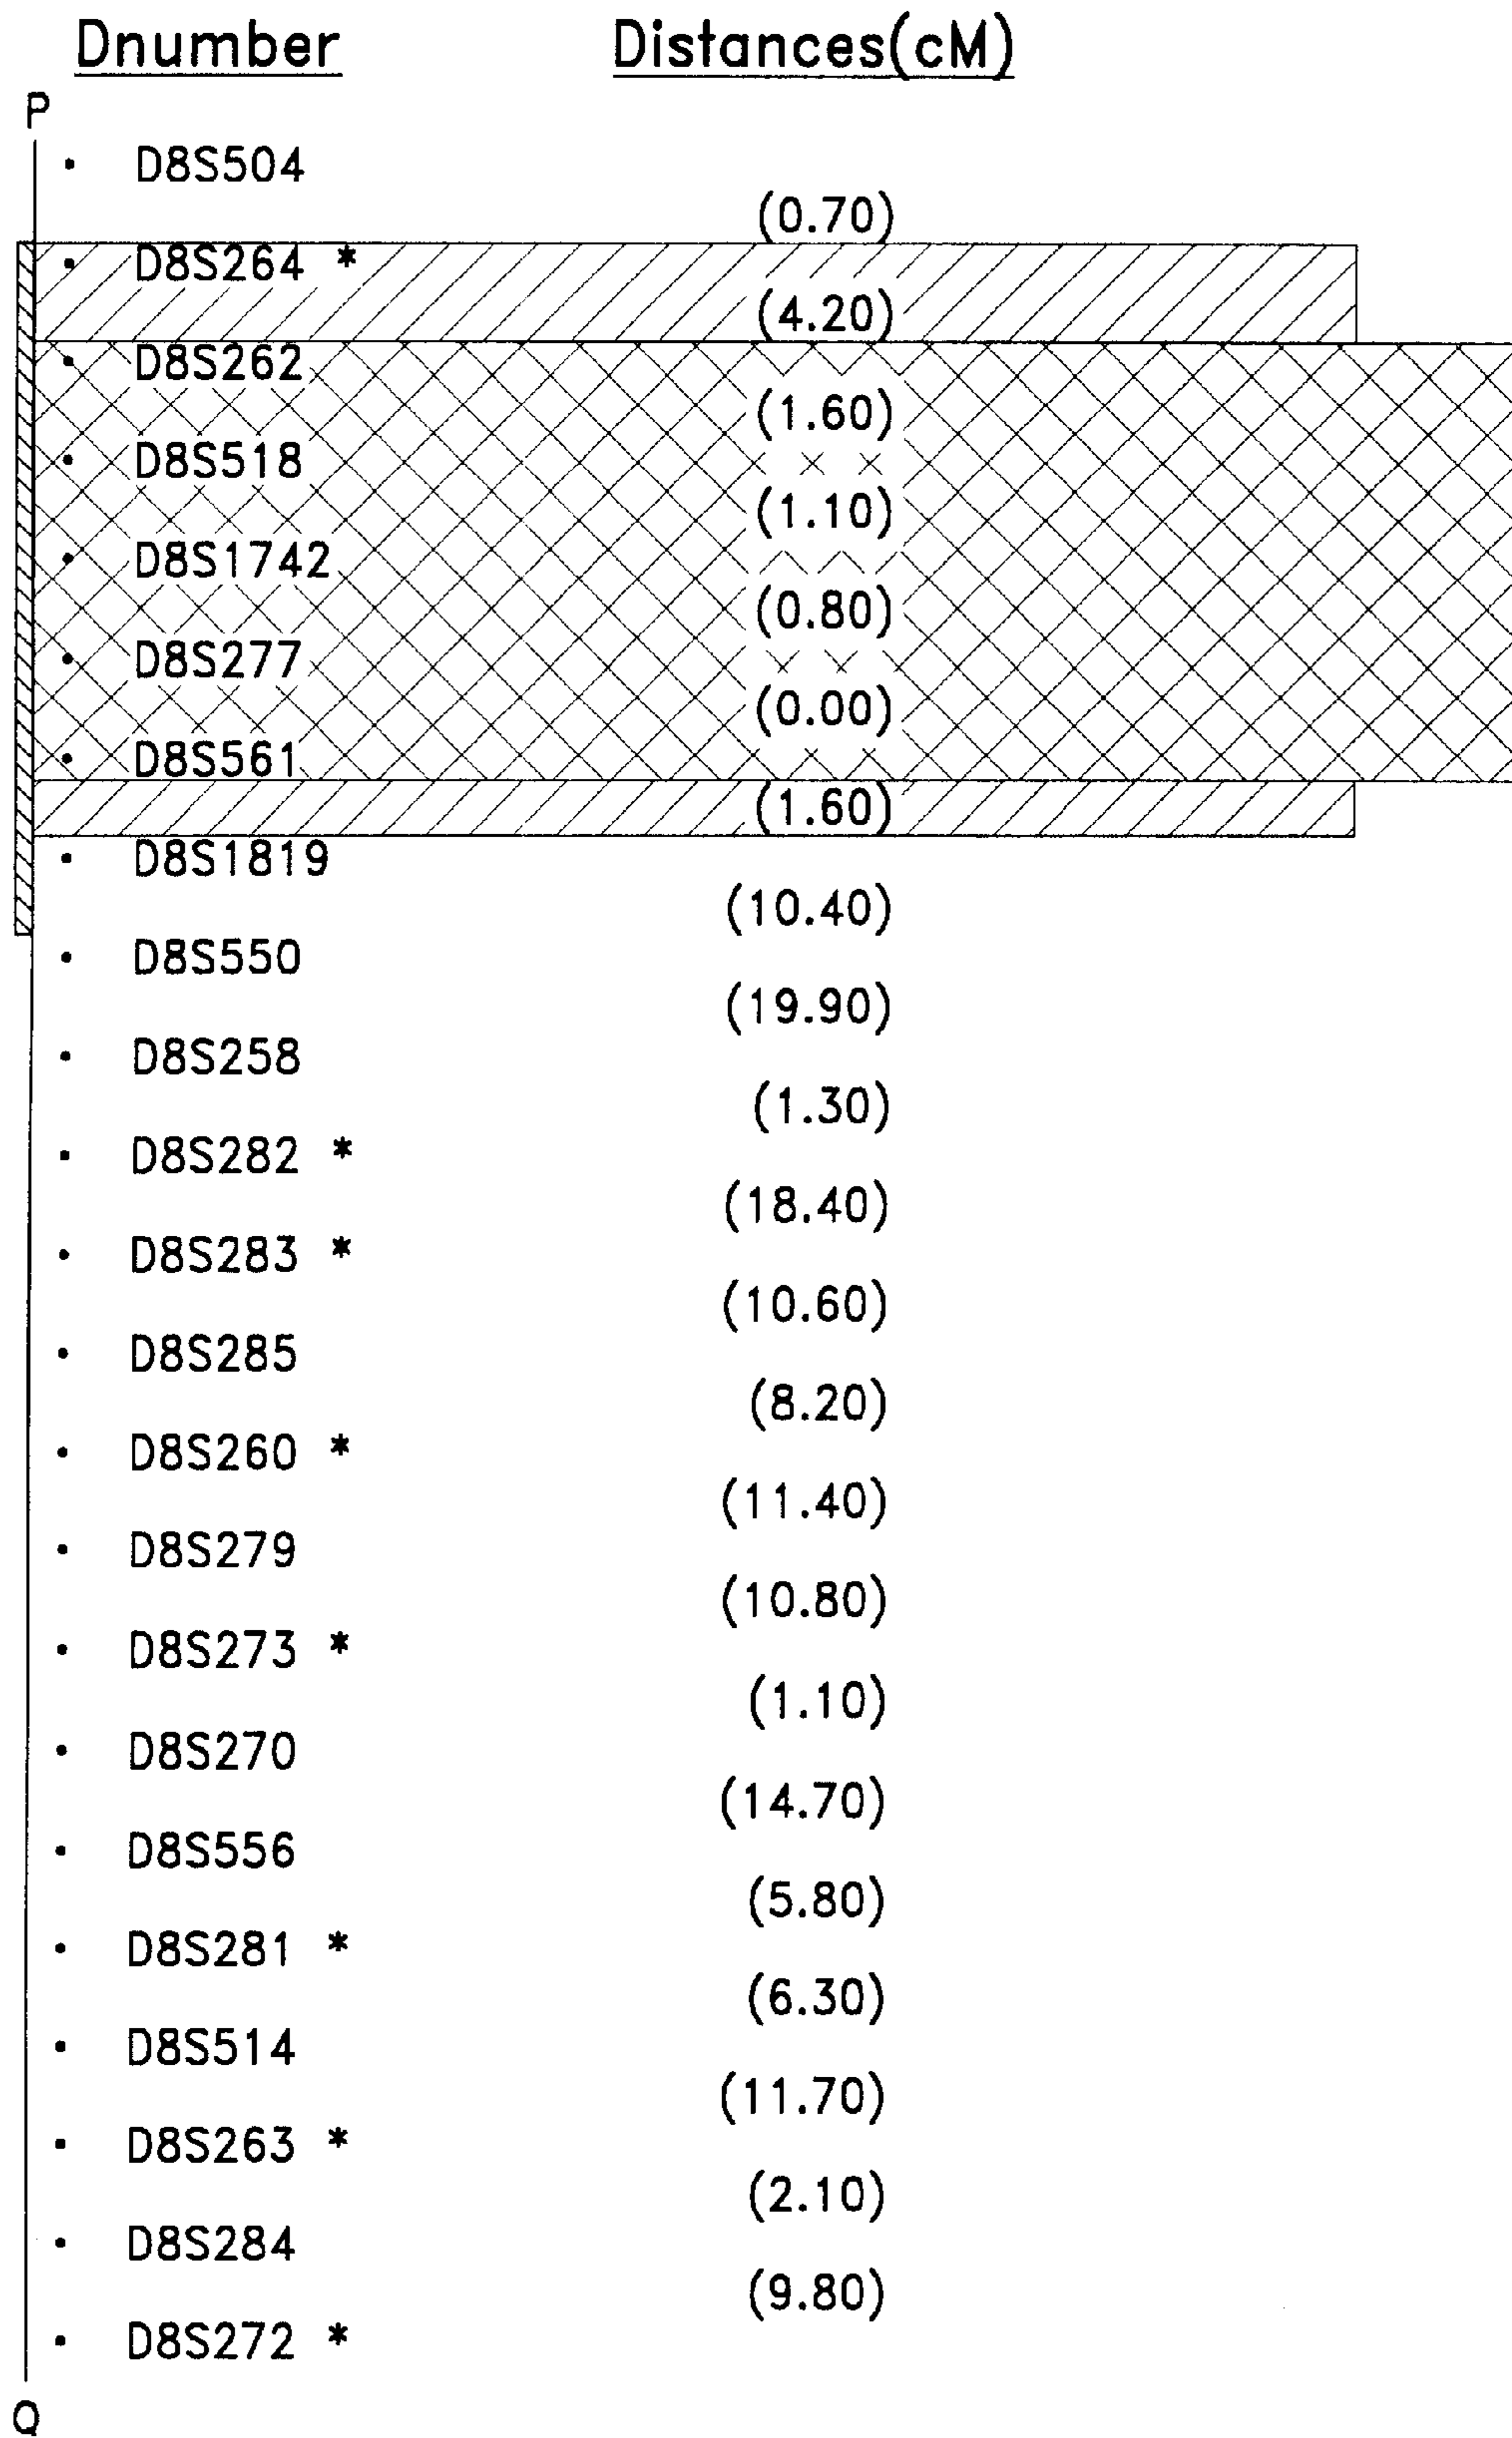 Dnumber Distances(cM)
P
D8S504
(0.70)
D8S264 *
(4.20)
D8S262
(1.60)
D8S518
(1.10)
D8S1742
(0.80)
D8S277
(0.00)
D8S561
(1.60)
D8S1819
(10.40)
D8S550
(19.90)
D8S258
(1.30)
D8S282 *
(18.40)
D8S283 *
(10.60)
D8S285
(8.20)
D8S260 *
(11.40)
D8S279
(10.80)
D8S273 *
(1.10)
D8S270
(14.70)
D8S556
(5.80)
D8S281 *
(6.30)
D8S514
(11.70)
D8S263 *
(2.10)
D8S284
(9.80)
D8S272 *
Q